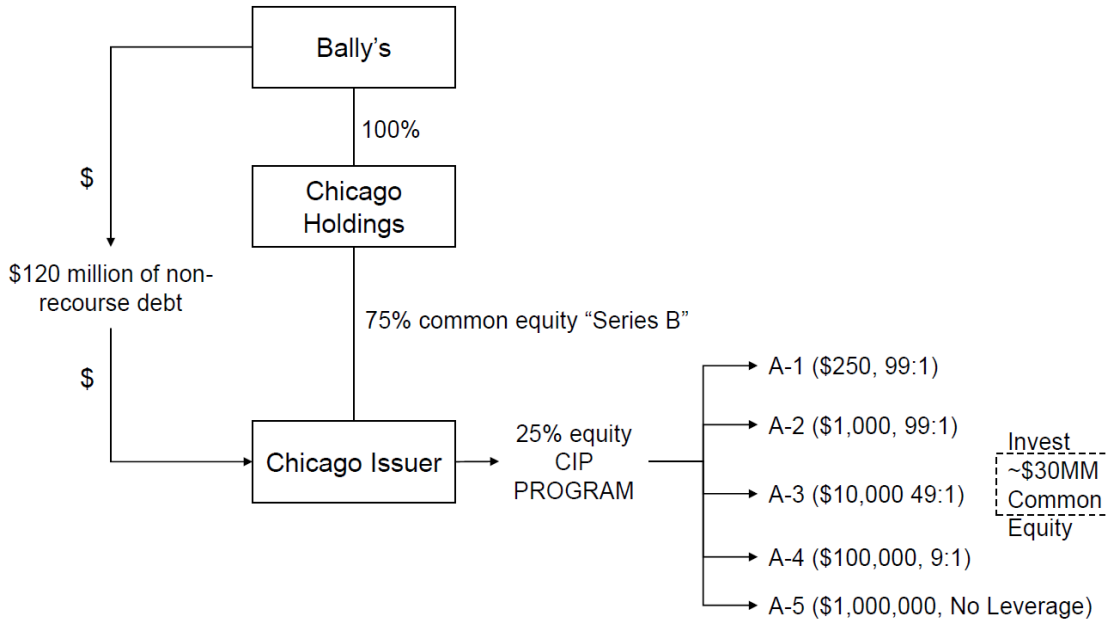 Bally's
100%
$
Chicago
Holdings
$120 million of non-
recourse debt
75% common equity “Series B”
$
Chicago Issuer
25% equity
CIP
PROGRAM
A-1 ($250, 99:1)
A-2 ($1,000, 99:1)
A-3 ($10,000 49:1)
A-4 ($100,000, 9:1)
A-5 ($1,000,000, No Leverage)
Invest
~$30MM
Common
Equity